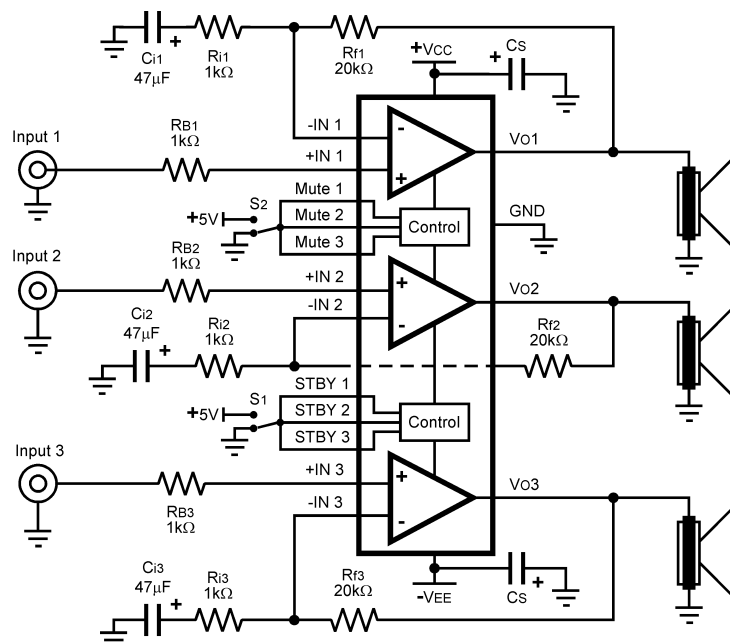 Ci1
47µF
+
Ri1
1kΩ
Rf1
20kΩ
+VCC
+
CS
Input 1
RB1
1kΩ
-IN 1
+IN 1
-
+
VO1
+5V
S2
Mute 1
Mute 2
Mute 3
Control
GND
Input 2
RB2
1kΩ
+IN 2
-IN 2
+
-
VO2
Ci2
47µF
+
Ri2
1kΩ
Rf2
20kΩ
+5V
S1
STBY 1
STBY 2
STBY 3
Control
Input 3
RB3
1kΩ
+IN 3
-IN 3
+
-
VO3
Ci3
47µF
+
Ri3
1kΩ
Rf3
20kΩ
-VEE
CS
+